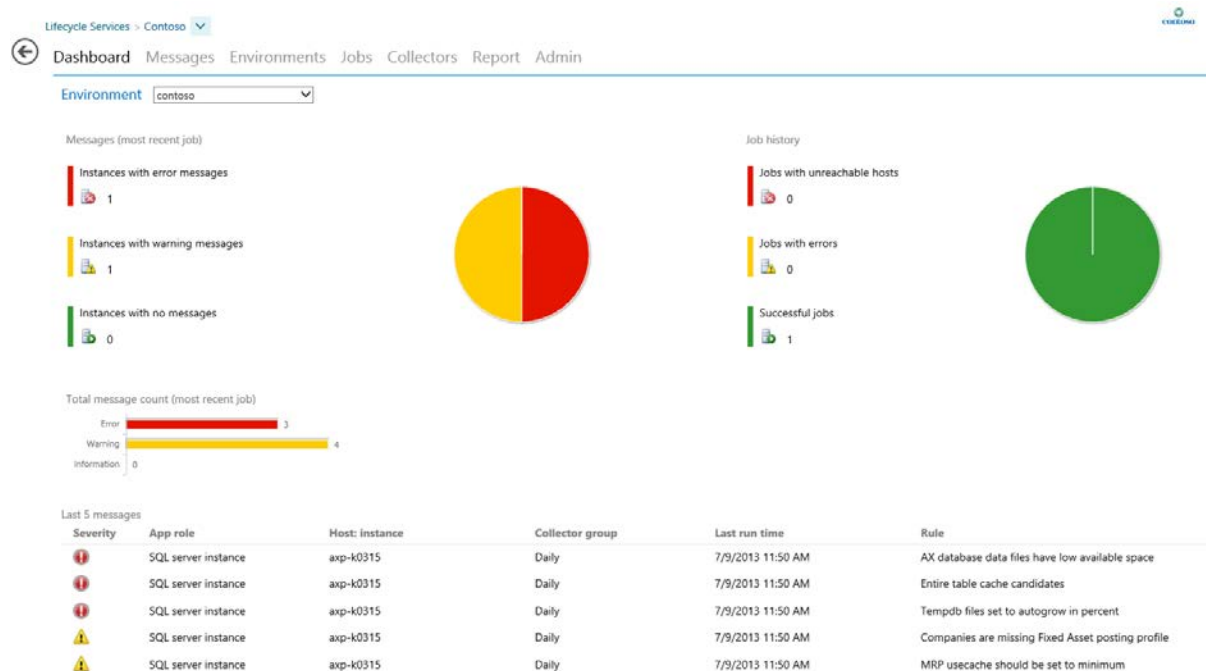 Lifecycle Services > Contoso
Dashboard Messages Environments Jobs Collectors Report Admin
Environment contoso
Messages (most recent job)
Instances with error messages
1
Instances with warning messages
1
Instances with no messages
0
Job history
Jobs with unreachable hosts
0
Jobs with errors
0
Successful jobs
1
Total message count (most recent job)
Error 3
Warning 4
Information 0
Last 5 messages
Severity App role Host: instance Collector group Last run time Rule
SQL server instance axp-k0315 Daily 7/9/2013 11:50 AM AX database data files have low available space
SQL server instance axp-k0315 Daily 7/9/2013 11:50 AM Entire table cache candidates
SQL server instance axp-k0315 Daily 7/9/2013 11:50 AM Tempdb files set to autogrow in percent
SQL server instance axp-k0315 Daily 7/9/2013 11:50 AM Companies are missing Fixed Asset posting profile
SQL server instance axp-k0315 Daily 7/9/2013 11:50 AM MRP usecache should be set to minimum